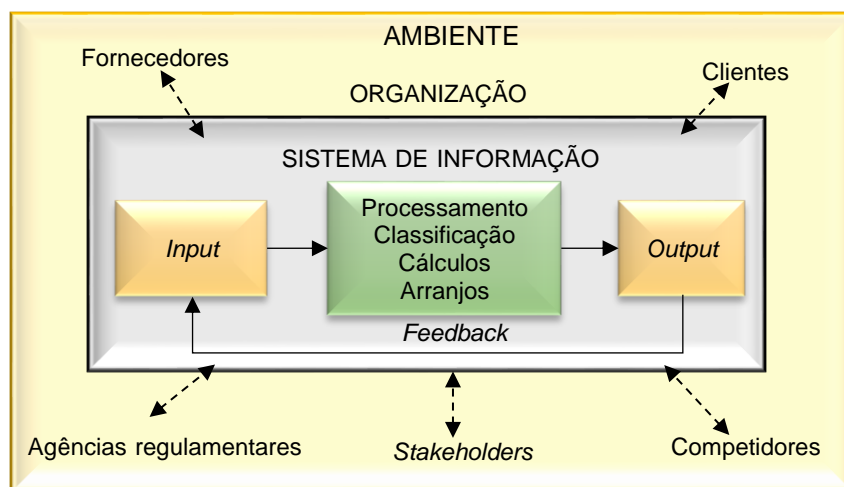 AMBIENTE
Fornecedores
Clientes
ORGANIZAÇÃO
SISTEMA DE INFORMAÇÃO
Input
Processamento
Classificação
Cálculos
Arranjos
Output
Feedback
Agências regulamentares
Stakeholders
Competidores